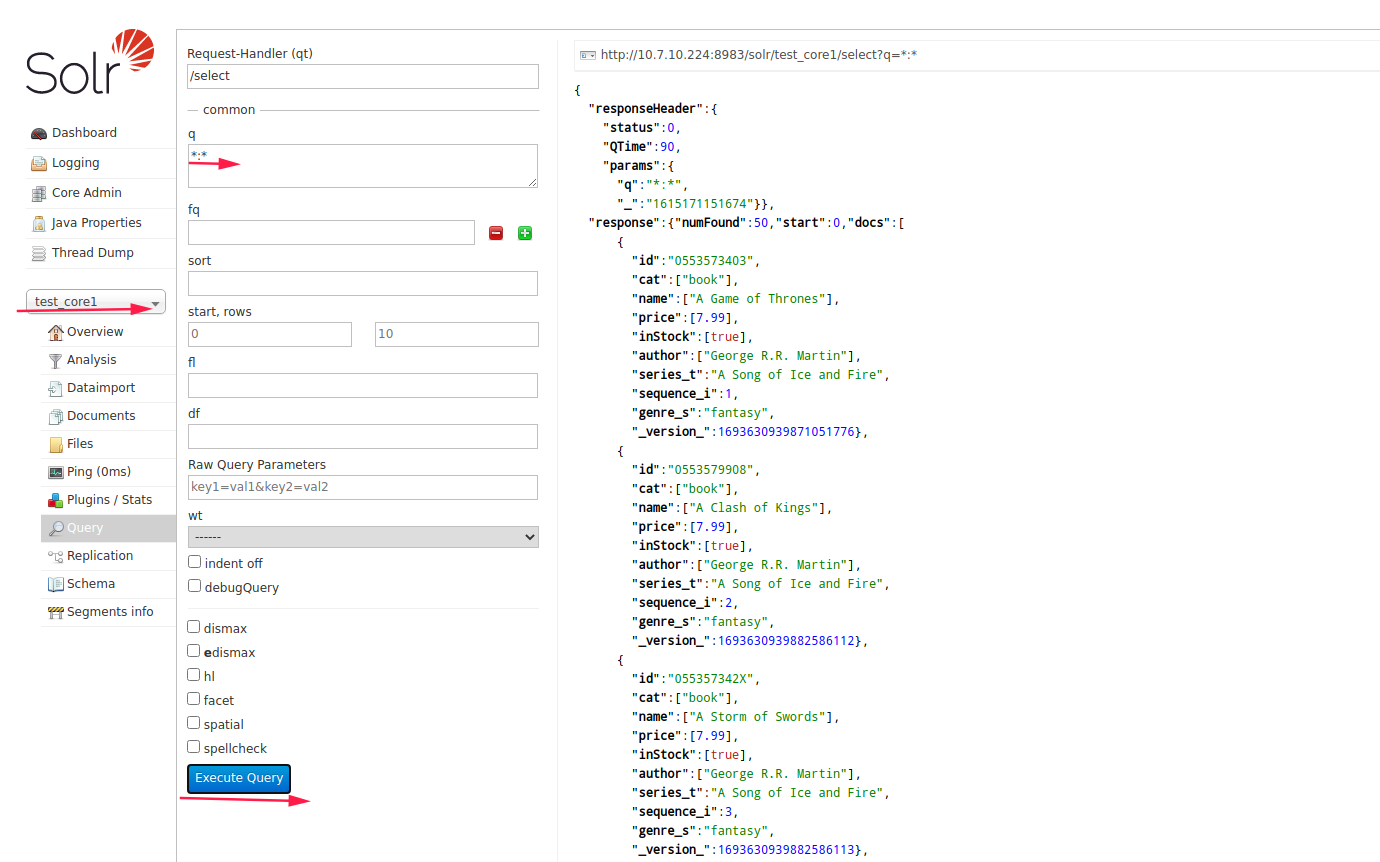 Solr
Dashboard
Logging
Core Admin
Java Properties
Thread Dump
test_core1
Overview
Analysis
Dataimport
Documents
Files
Ping (0ms)
Plugins / Stats
Query
Replication
Schema
Segments info
Request-Handler (qt)
/select
common
q
*:*
fq
sort
start, rows
0 10
fl
df
Raw Query Parameters
key1=val1&key2=val2
wt
------
indent off
debugQuery
dismax
edismax
hl
facet
spatial
spellcheck
Execute Query
http://10.7.10.224:8983/solr/test_core1/select?q=*:*
{
"responseHeader":{
"status":0,
"QTime":90,
"params":{
"q":"*:*",
"_":"1615171151674"}},
"response":{"numFound":50,"start":0,"docs":[
{
"id":"0553573403",
"cat":["book"],
"name":["A Game of Thrones"],
"price":[7.99],
"inStock":[true],
"author":["George R.R. Martin"],
"series_t":"A Song of Ice and Fire",
"sequence_i":1,
"genre_s":"fantasy",
"_version_":1693630939871051776},
{
"id":"0553579908",
"cat":["book"],
"name":["A Clash of Kings"],
"price":[7.99],
"inStock":[true],
"author":["George R.R. Martin"],
"series_t":"A Song of Ice and Fire",
"sequence_i":2,
"genre_s":"fantasy",
"_version_":1693630939882586112},
{
"id":"055357342X",
"cat":["book"],
"name":["A Storm of Swords"],
"price":[7.99],
"inStock":[true],
"author":["George R.R. Martin"],
"series_t":"A Song of Ice and Fire",
"sequence_i":3,
"genre_s":"fantasy",
"_version_":1693630939882586113},